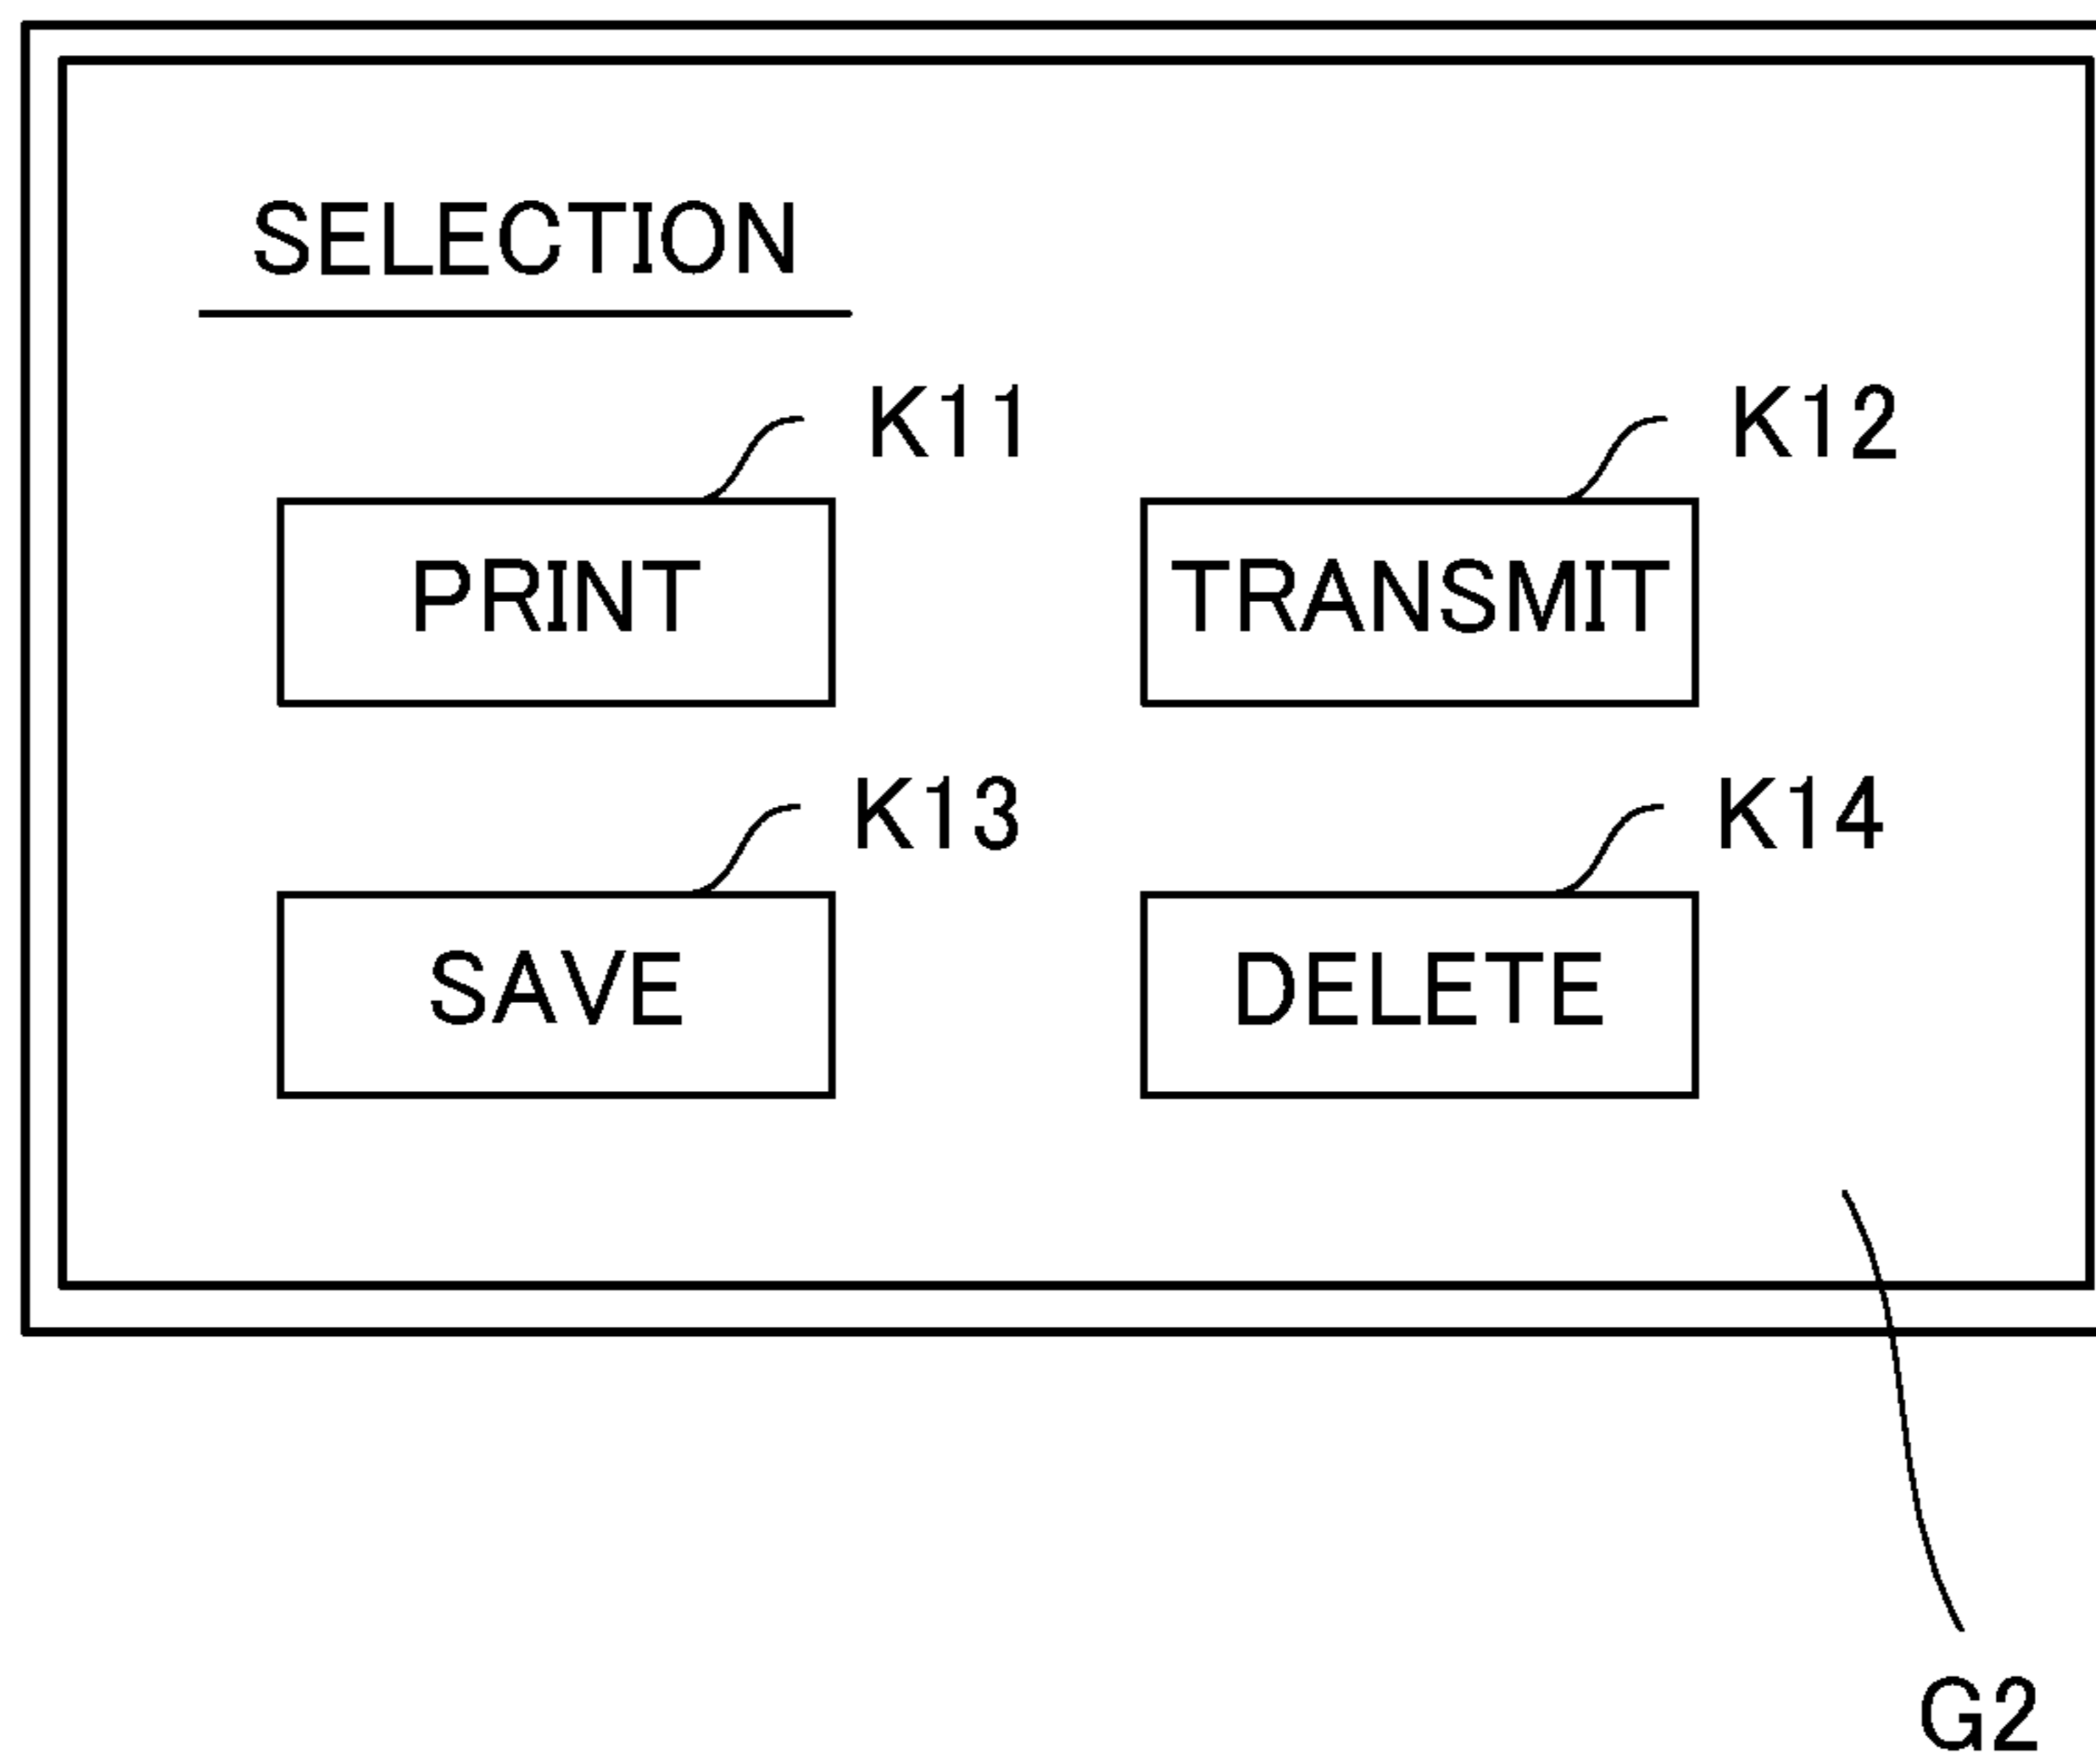 SELECTION
K11 K12
PRINT TRANSMIT
K13 K14
SAVE DELETE
G2